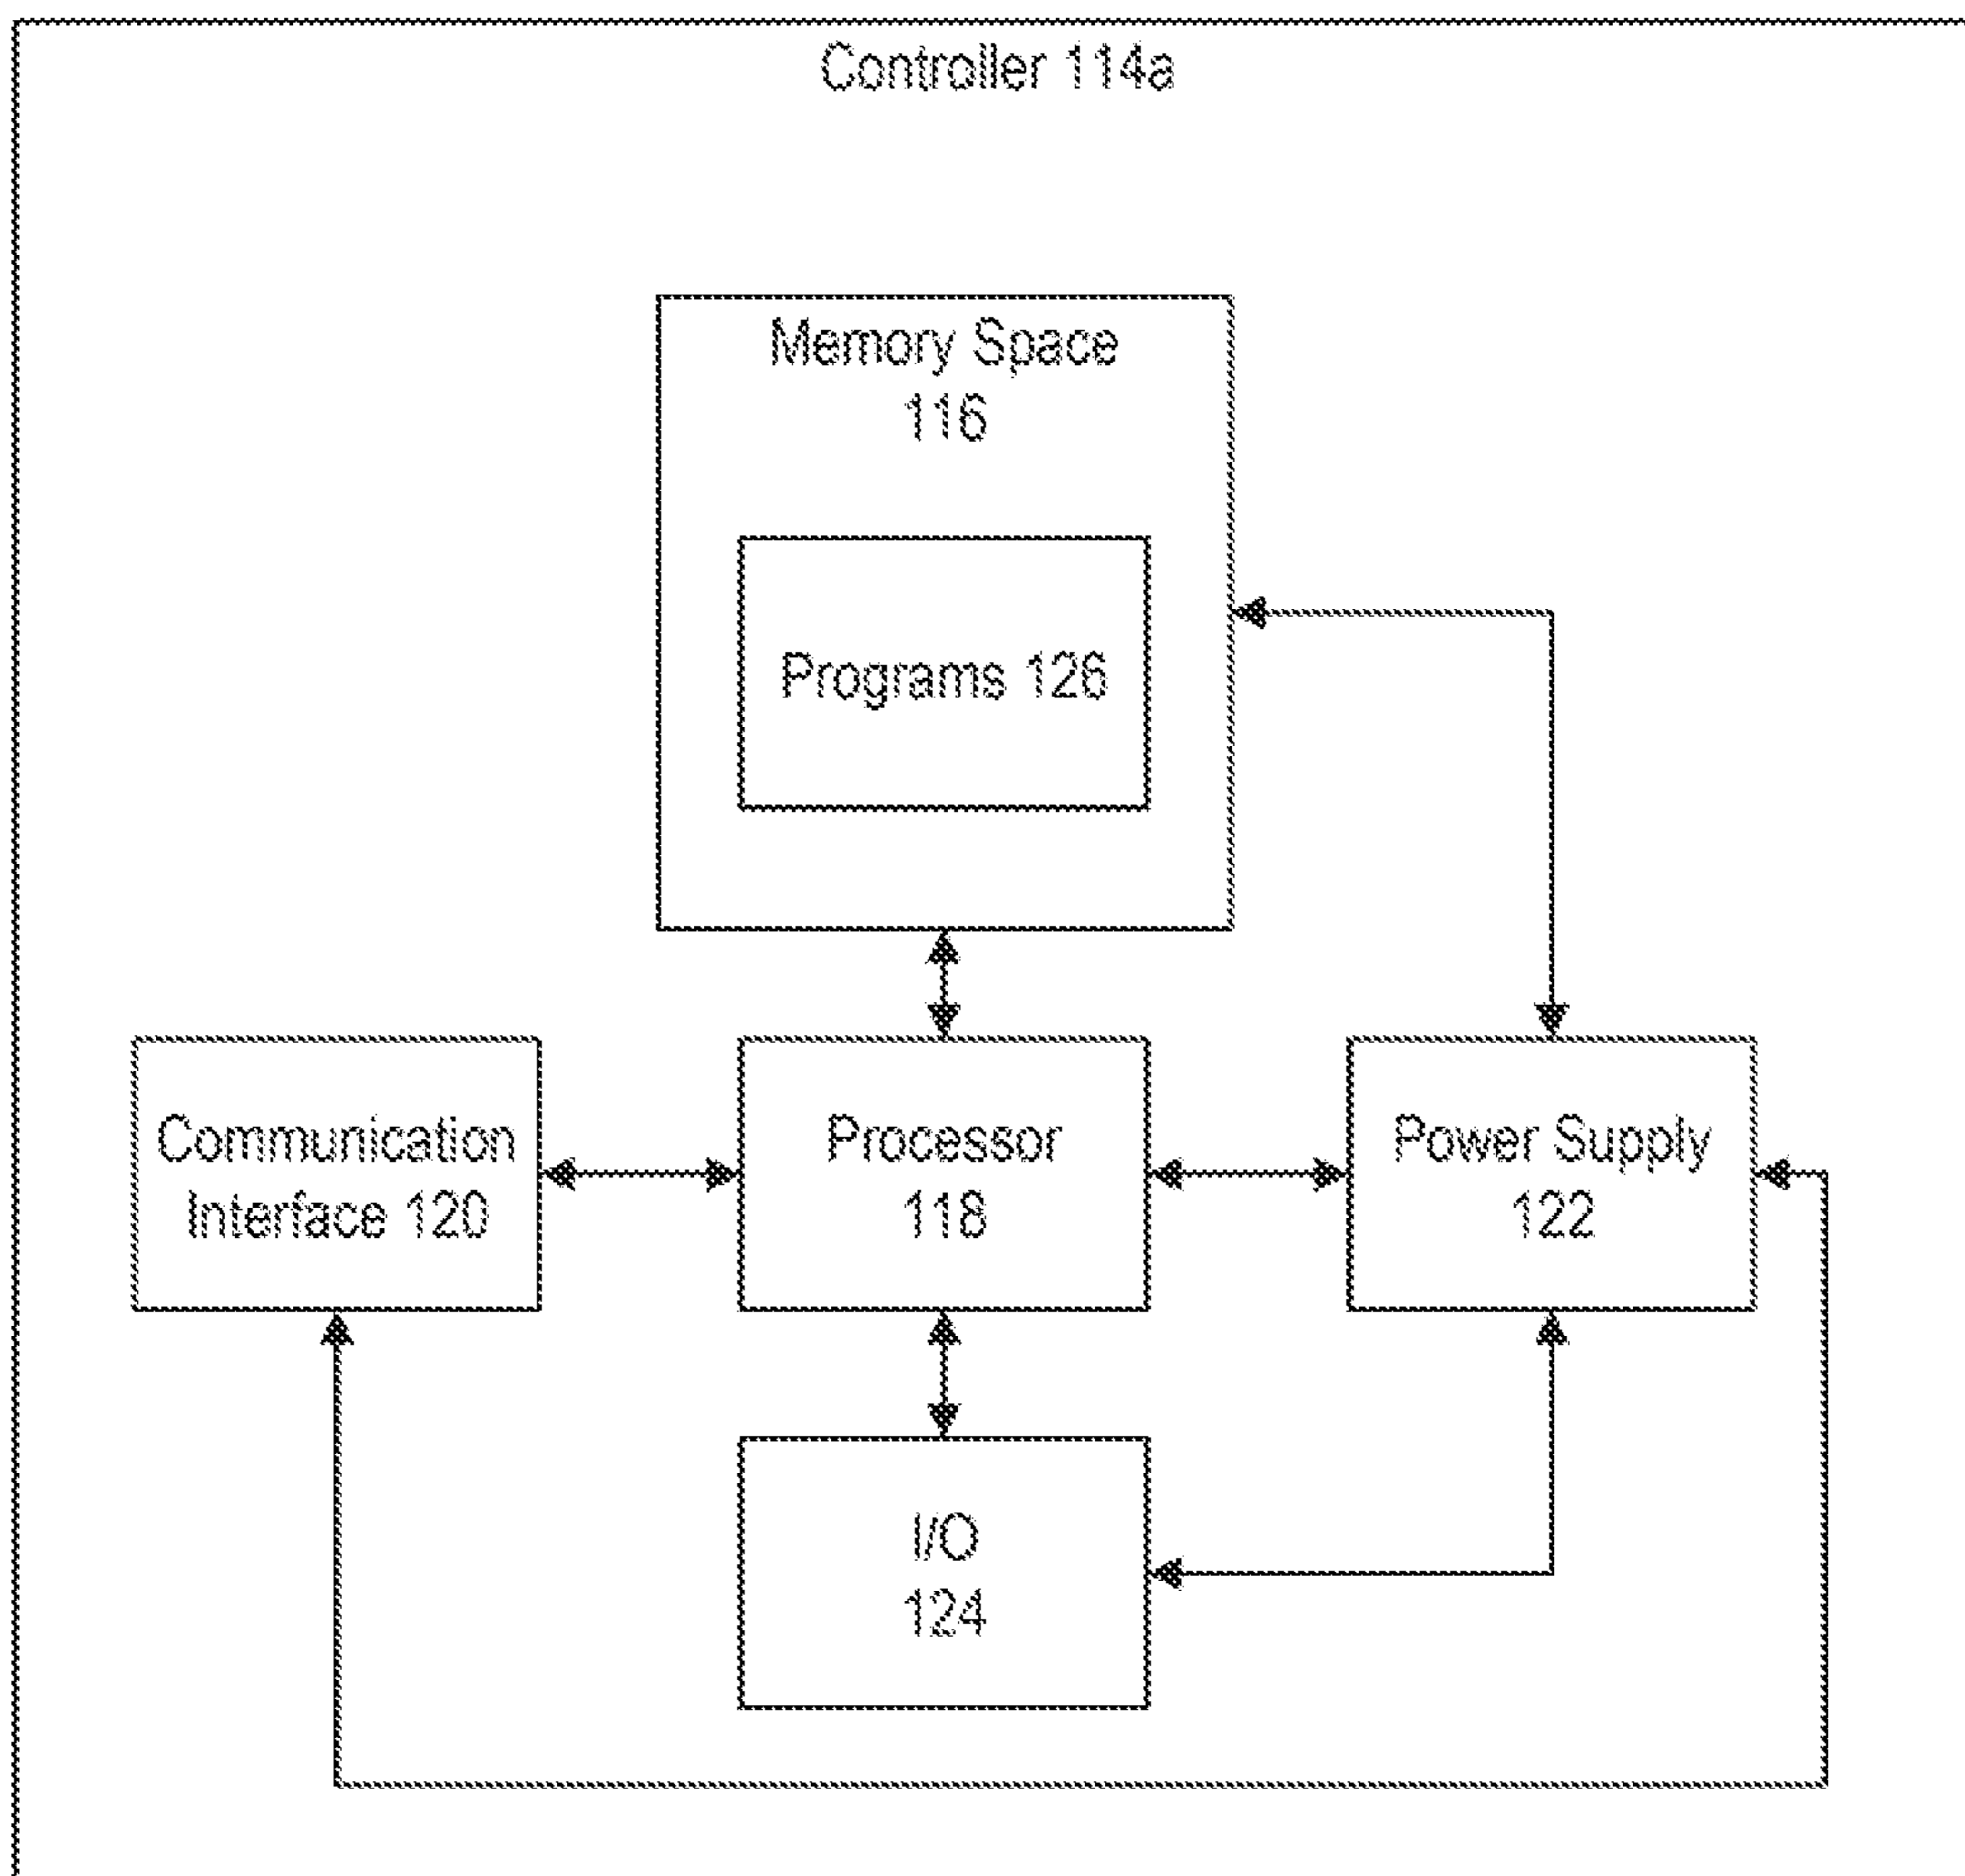 Controller 114a
Memory Space
116
Programs 126
Communication
Interface 120
Processor
118
Power Supply
122
I/O
124